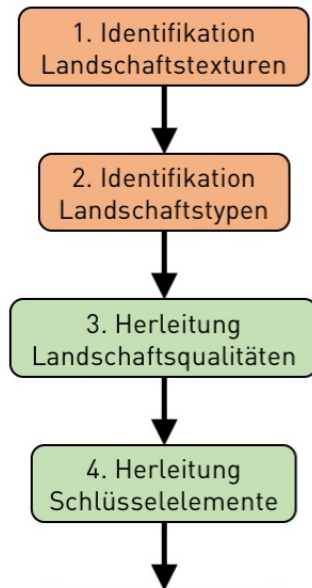 1. Identifikation
Landschaftstexturen
2. Identifikation
Landschaftstypen
3. Herleitung
Landschaftsqualitäten
4. Herleitung
Schlüsselelemente